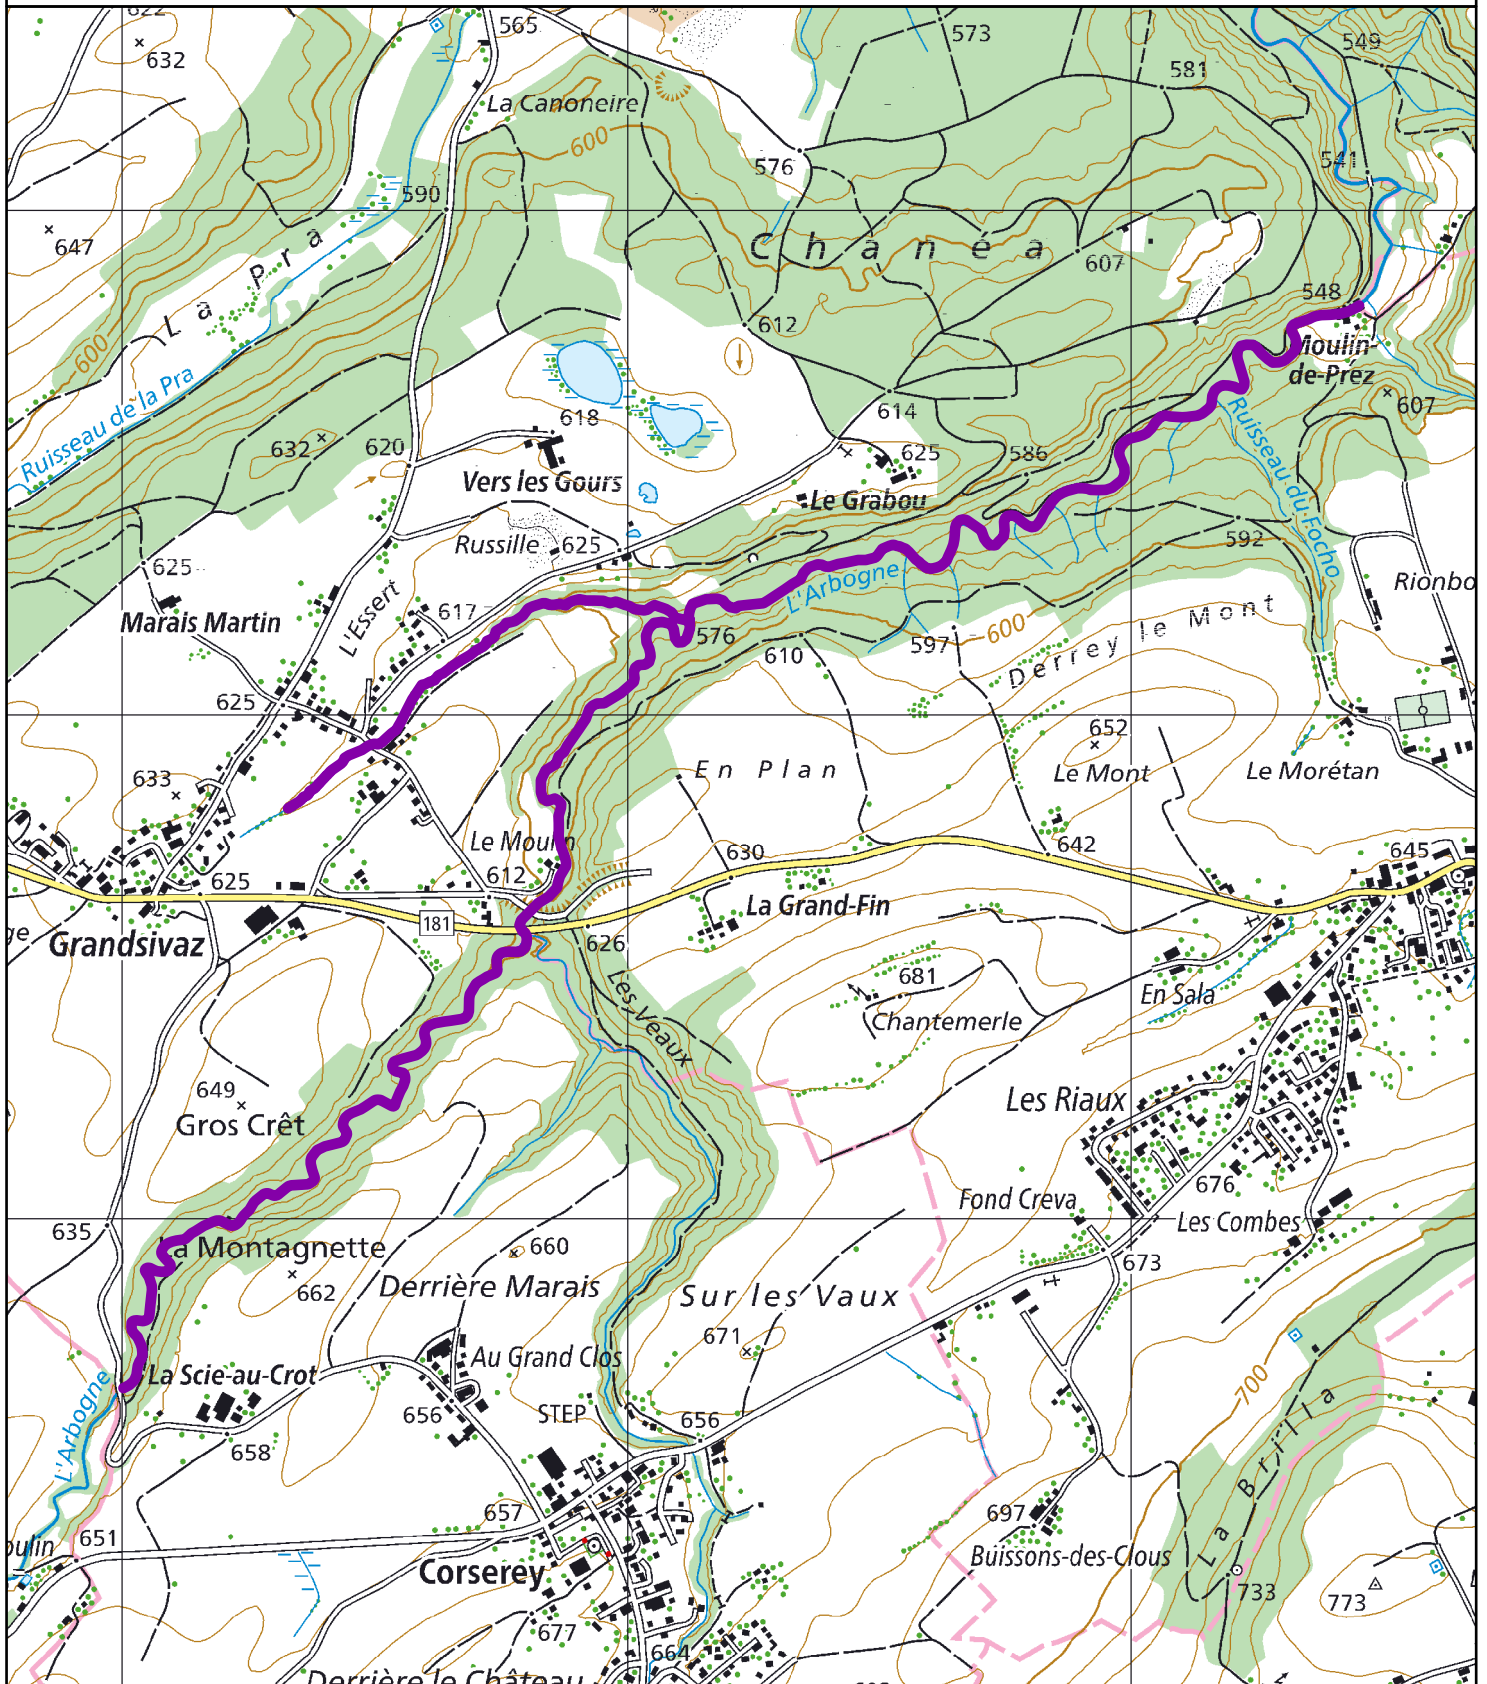 622
632
565
573
549
581
La Canoneire
600
576
541
590
647
La Pra
Chanéa
607
548
612
600
Moulin-
de-Prez
Ruisseau de la Pra
618
614
607
632
620
625
586
Vers les Gours
Le Grabou
Ruisseau du Focho
Russille
625
592
625
L'Arbogne
Rionbo
Marais Martin
L'Essert
617
576
600
597
Derrey le Mont
610
625
652
633
En Plan
Le Mont
Le Morétan
Le Moulin
630
642
645
612
625
181
La Grand-Fin
ge
Grandsivaz
626
681
En Sala
Les Veaux
Chantemerle
649
Gros Crêt
Les Riaux
676
Fond Creva
Les Combes
635
La Montagnette
660
673
662
Derrière Marais
Sur les Vaux
671
La Scie-au-Crot
Au Grand Clos
700
L'Arbogne
656
STEP
656
La Brilla
658
657
697
651
oulin
Corserey
Buissons-des-Clous
733
773
677
664
Derrière le Château